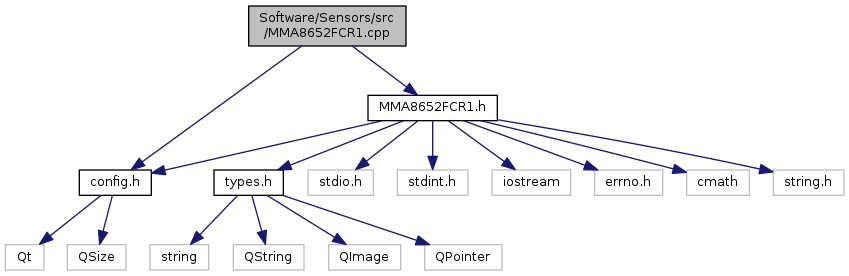 Software/Sensors/src
/MMA8652FCR1.cpp
MMA8652FCR1.h
config.h
types.h
stdio.h
stdint.h
iostream
errno.h
cmath
string.h
Qt
QSize
string
QString
QImage
QPointer